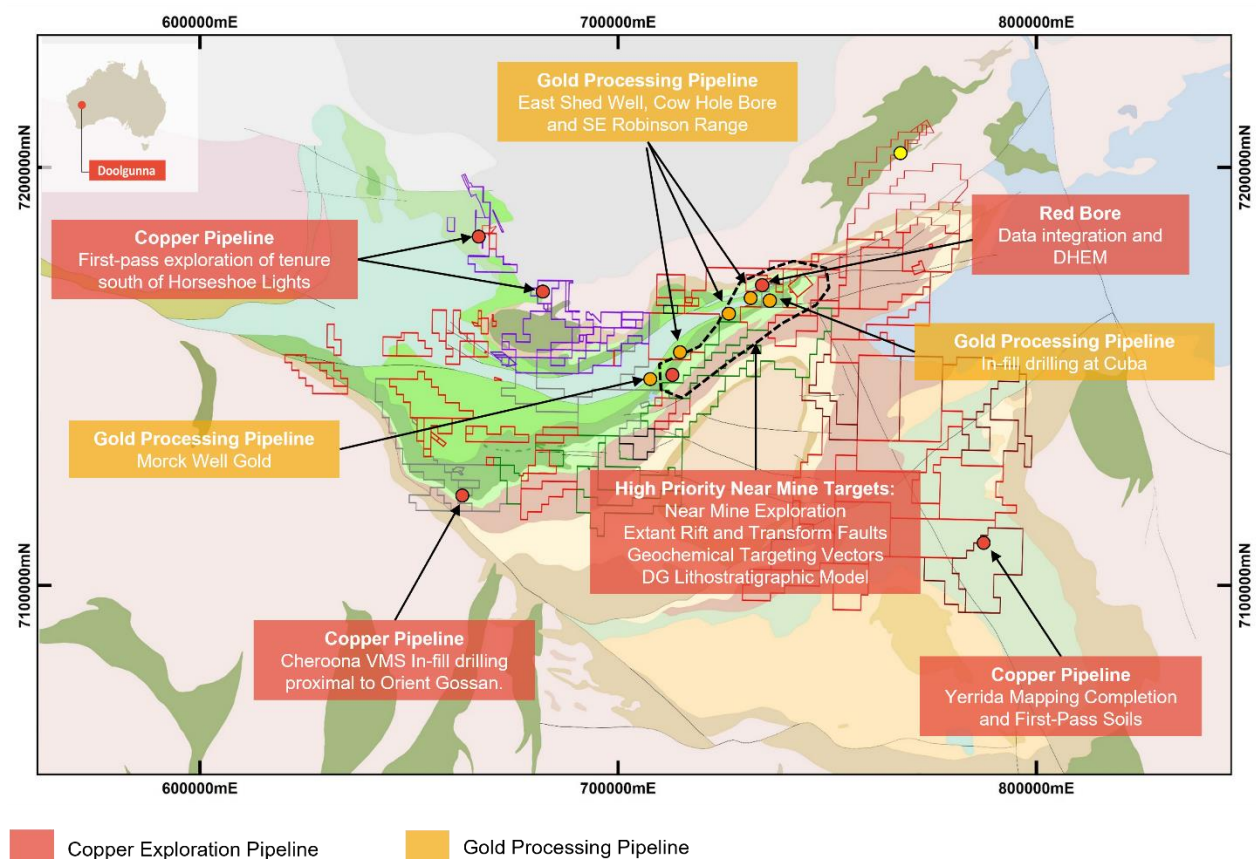 600000mE
700000mE
800000mE
Doolgunna
Gold Processing Pipeline
East Shed Well, Cow Hole Bore
and SE Robinson Range
7200000mN
7200000mN
Copper Pipeline
First-pass exploration of tenure
south of Horseshoe Lights
Red Bore
Data integration and
DHEM
Gold Processing Pipeline
In-fill drilling at Cuba
Gold Processing Pipeline
Morck Well Gold
High Priority Near Mine Targets:
Near Mine Exploration
Extant Rift and Transform Faults
Geochemical Targeting Vectors
DG Lithostratigraphic Model
7100000mN
7100000mN
Copper Pipeline
Cheroona VMS In-fill drilling
proximal to Orient Gossan.
Copper Pipeline
Yerrida Mapping Completion
and First-Pass Soils
600000mE
700000mE
800000mE
Copper Exploration Pipeline
Gold Processing Pipeline